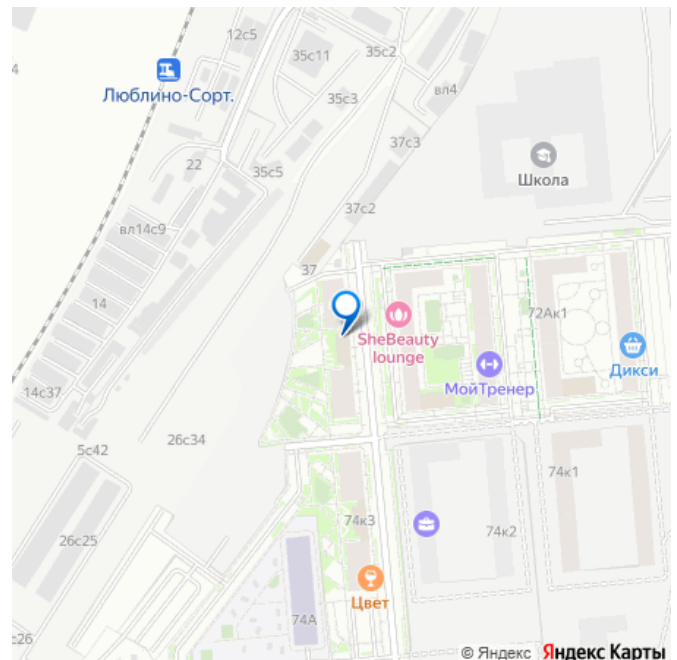 12с5
35с2
35с11
4
Люблино-Сорт.
35с3
вл4
37с3
22
35с5
Школа
37с2
вл14с9
37
14
72Ак1
SheBeauty
lounge
Дикси
МойТренер
14с37
26с34
5с42
74к1
74к3
74к2
26с25
Цвет
74А
с26
© Яндекс Яндекс Карты